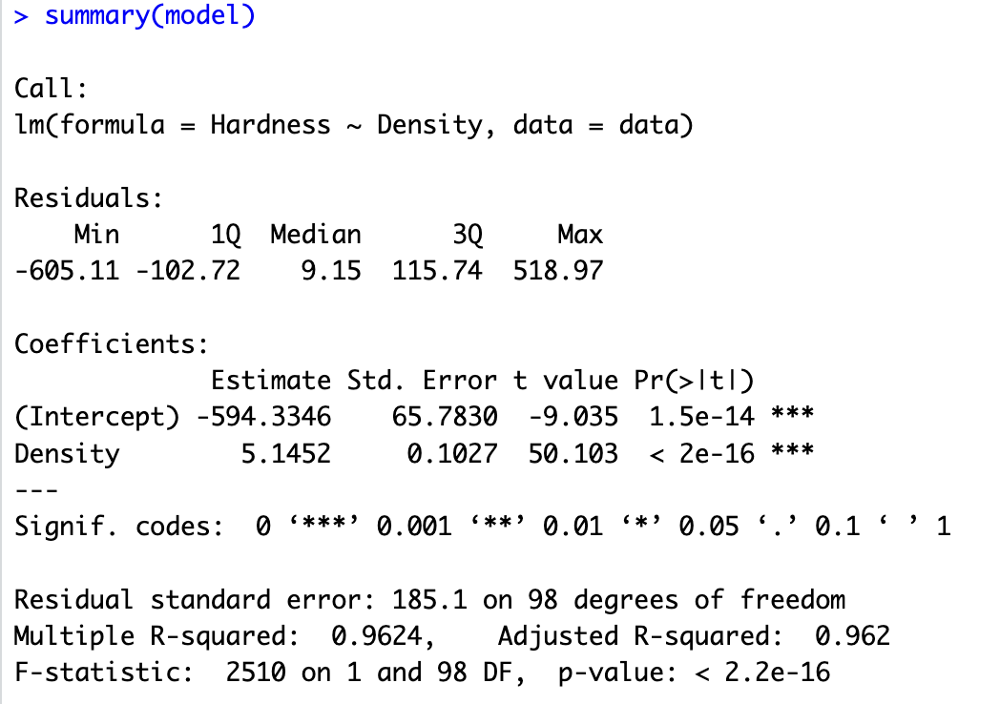 > summary(model)
Call:
lm(formula = Hardness ~ Density, data = data)
Residuals:
    Min      1Q  Median      3Q     Max
-605.11 -102.72    9.15  115.74  518.97
Coefficients:
             Estimate Std. Error t value Pr(>|t|)
(Intercept) -594.3346    65.7830  -9.035  1.5e-14 ***
Density        5.1452     0.1027  50.103  < 2e-16 ***
---
Signif. codes:  0 ‘***’ 0.001 ‘**’ 0.01 ‘*’ 0.05 ‘.’ 0.1 ‘ ’ 1
Residual standard error: 185.1 on 98 degrees of freedom
Multiple R-squared:  0.9624,    Adjusted R-squared:  0.962
F-statistic:  2510 on 1 and 98 DF,  p-value: < 2.2e-16